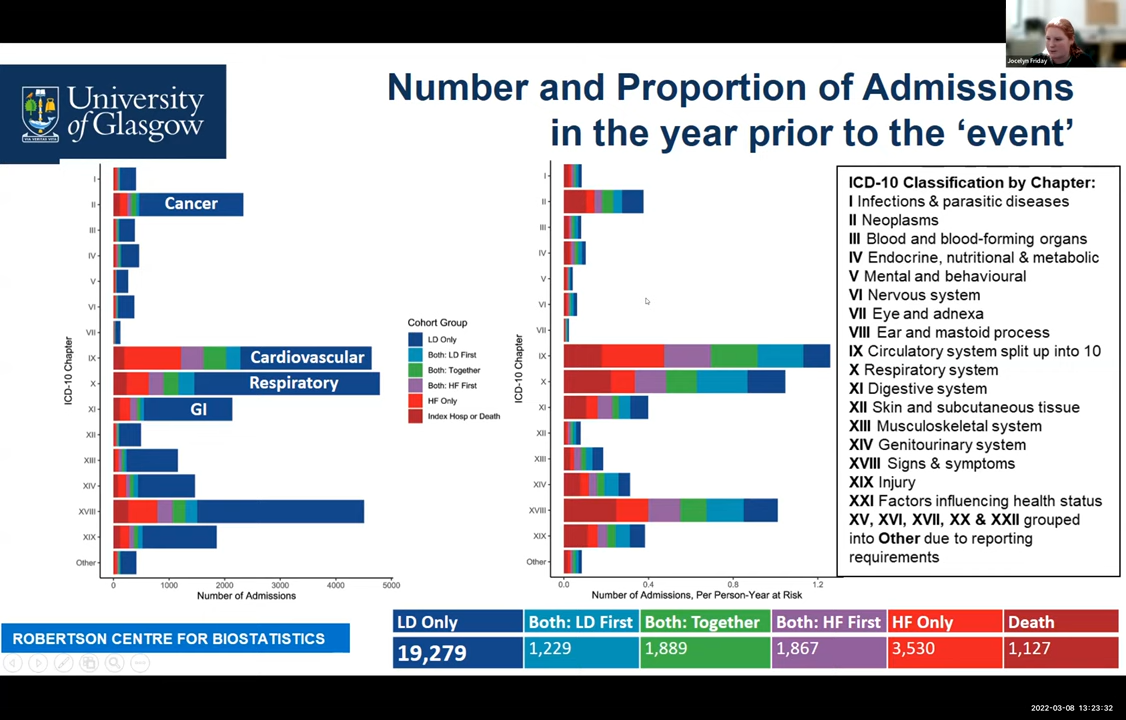 Jocelyn Friday
University
of Glasgow
Number and Proportion of Admissions
in the year prior to the ‘event’
ICD-10 Chapter
I
II
III
IV
V
VI
VII
IX
X
XI
XII
XIII
XIV
XVIII
XIX
Other
Cancer
Cardiovascular
Respiratory
GI
0
1000
2000
3000
4000
5000
Number of Admissions
Cohort Group
LD Only
Both: LD First
Both: Together
Both: HF First
HF Only
Index Hosp or Death
ICD-10 Chapter
I
II
III
IV
V
VI
VII
IX
X
XI
XII
XIII
XIV
XVIII
XIX
Other
0.0
0.4
0.8
1.2
Number of Admissions, Per Person-Year at Risk
ICD-10 Classification by Chapter:
I Infections & parasitic diseases
II Neoplasms
III Blood and blood-forming organs
IV Endocrine, nutritional & metabolic
V Mental and behavioural
VI Nervous system
VII Eye and adnexa
VIII Ear and mastoid process
IX Circulatory system split up into 10
X Respiratory system
XI Digestive system
XII Skin and subcutaneous tissue
XIII Musculoskeletal system
XIV Genitourinary system
XVIII Signs & symptoms
XIX Injury
XXI Factors influencing health status
XV, XVI, XVII, XX & XXII grouped
into Other due to reporting
requirements
LD Only
Both: LD First
Both: Together
Both: HF First
HF Only
Death
19,279
1,229
1,889
1,867
3,530
1,127
ROBERTSON CENTRE FOR BIOSTATISTICS
2022-03-08 13:23:32